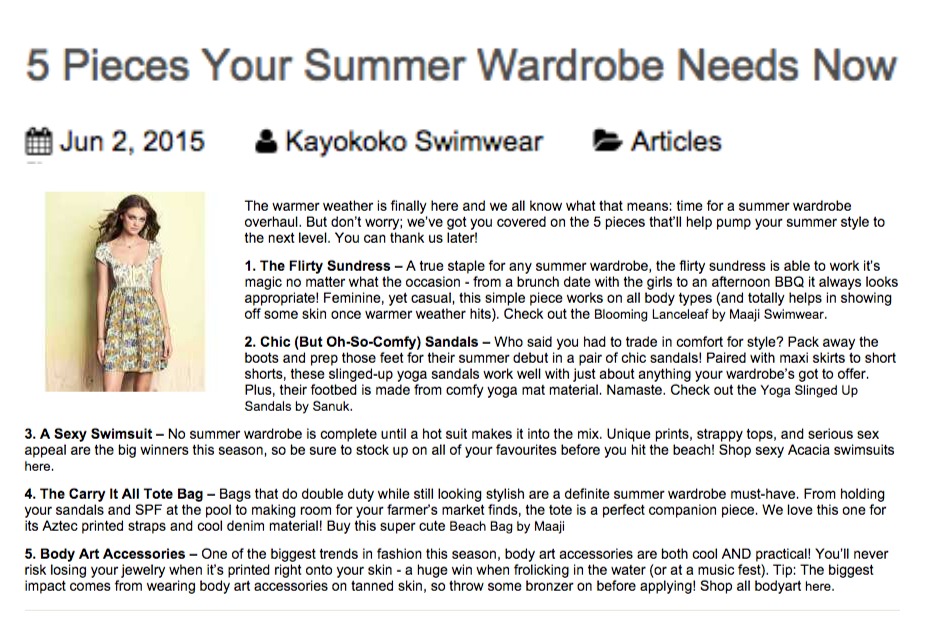 5 Pieces Your Summer Wardrobe Needs Now
Jun 2, 2015 Kayokoko Swimwear Articles
The warmer weather is finally here and we all know what that means: time for a summer wardrobe
overhaul. But don't worry; we've got you covered on the 5 pieces that'll help pump your summer style to
the next level. You can thank us later!
1. The Flirty Sundress – A true staple for any summer wardrobe, the flirty sundress is able to work it's
magic no matter what the occasion - from a brunch date with the girls to an afternoon BBQ it always looks
appropriate! Feminine, yet casual, this simple piece works on all body types (and totally helps in showing
off some skin once warmer weather hits). Check out the Blooming Lanceleaf by Maaji Swimwear.
2. Chic (But Oh-So-Comfy) Sandals – Who said you had to trade in comfort for style? Pack away the
boots and prep those feet for their summer debut in a pair of chic sandals! Paired with maxi skirts to short
shorts, these slinged-up yoga sandals work well with just about anything your wardrobe's got to offer.
Plus, their footbed is made from comfy yoga mat material. Namaste. Check out the Yoga Slinged Up
Sandals by Sanuk.
3. A Sexy Swimsuit – No summer wardrobe is complete until a hot suit makes it into the mix. Unique prints, strappy tops, and serious sex
appeal are the big winners this season, so be sure to stock up on all of your favourites before you hit the beach! Shop sexy Acacia swimsuits
here.
4. The Carry It All Tote Bag – Bags that do double duty while still looking stylish are a definite summer wardrobe must-have. From holding
your sandals and SPF at the pool to making room for your farmer's market finds, the tote is a perfect companion piece. We love this one for
its Aztec printed straps and cool denim material! Buy this super cute Beach Bag by Maaji
5. Body Art Accessories – One of the biggest trends in fashion this season, body art accessories are both cool AND practical! You'll never
risk losing your jewelry when it's printed right onto your skin - a huge win when frolicking in the water (or at a music fest). Tip: The biggest
impact comes from wearing body art accessories on tanned skin, so throw some bronzer on before applying! Shop all bodyart here.